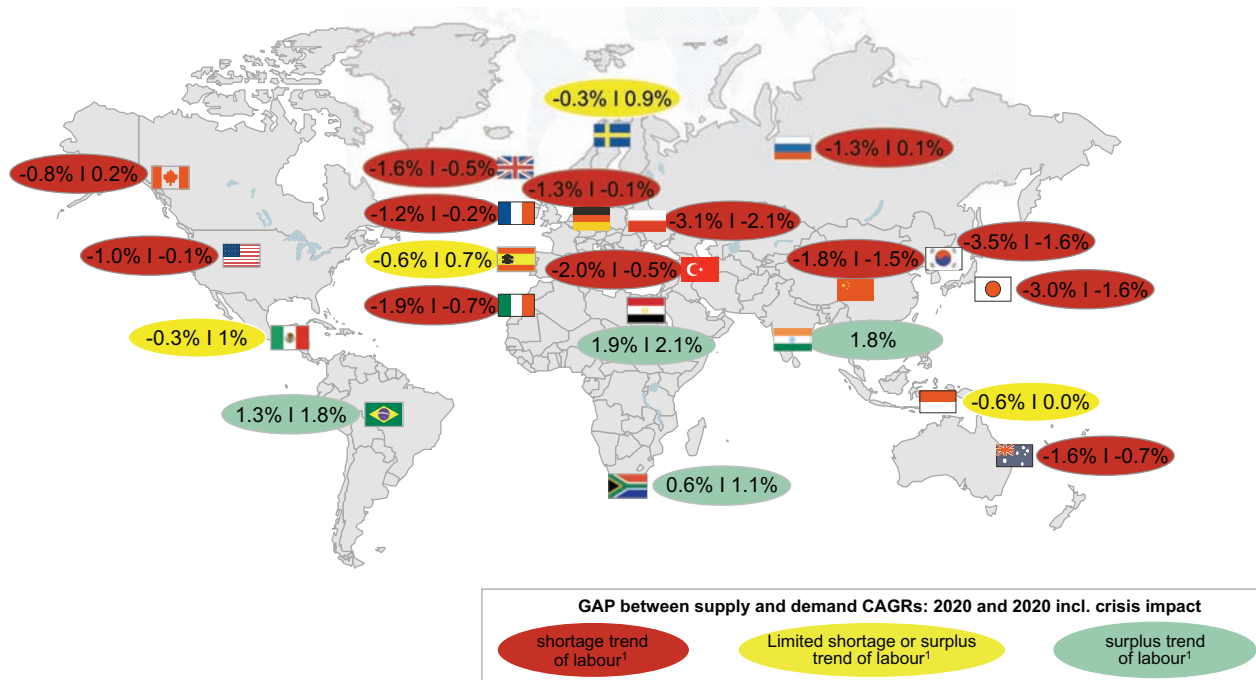 -0.3% I 0.9%
-1.3% I 0.1%
-1.6% I -0.5%
-0.8% I 0.2%
-1.3% I -0.1%
-1.2% I -0.2%
-3.1% I -2.1%
-3.5% I -1.6%
-1.0% I -0.1%
-0.6% I 0.7%
-2.0% I -0.5%
-1.8% I -1.5%
-3.0% I -1.6%
-1.9% I -0.7%
-0.3% I 1%
1.9% I 2.1%
1.8%
-0.6% I 0.0%
1.3% I 1.8%
-1.6% I -0.7%
0.6% I 1.1%
GAP between supply and demand CAGRs: 2020 and 2020 incl. crisis impact
shortage trend
of labour¹
Limited shortage or surplus
trend of labour¹
surplus trend
of labour¹